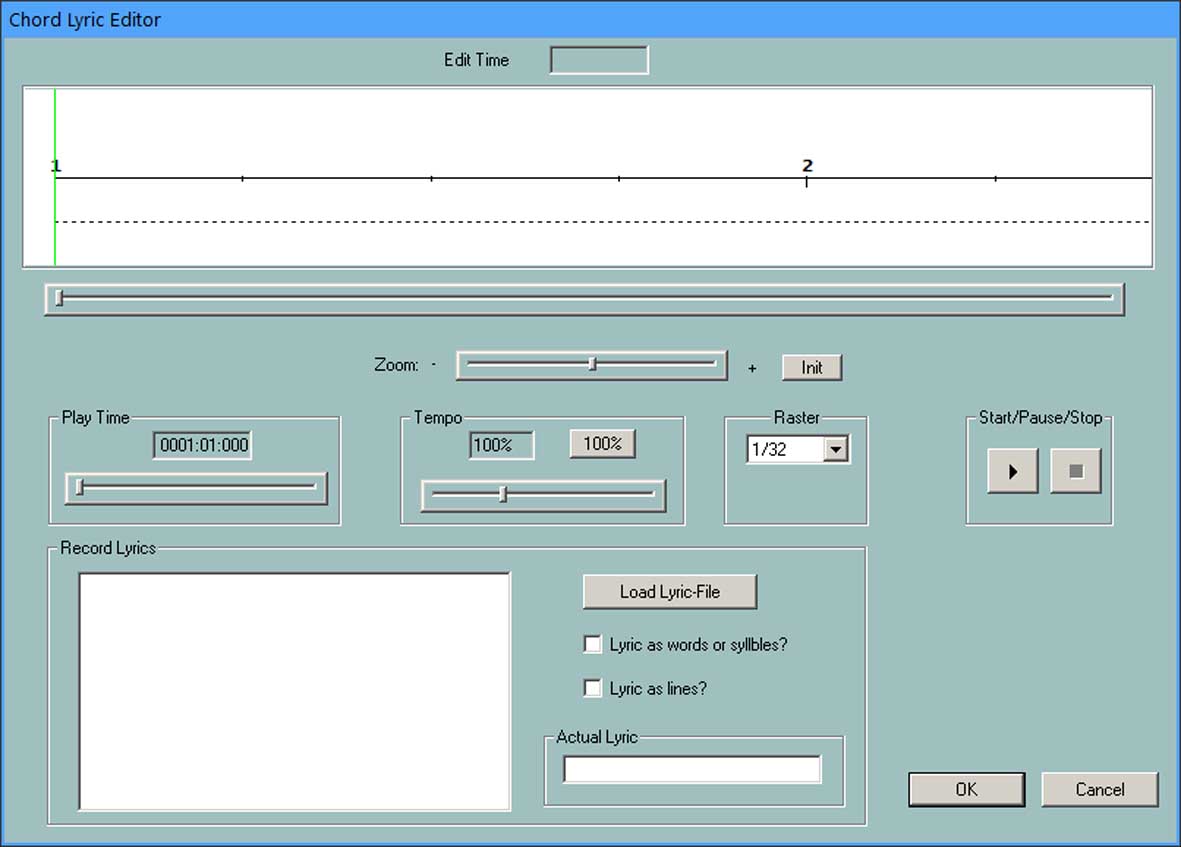 Chord Lyric Editor
Edit Time
1 2
Zoom: - + Init
Play Time Tempo Raster Start/Pause/Stop
0001:01:000 100% 100% 1/32
Record Lyrics
Load Lyric-File
Lyric as words or syllbles?
Lyric as lines?
Actual Lyric
OK Cancel